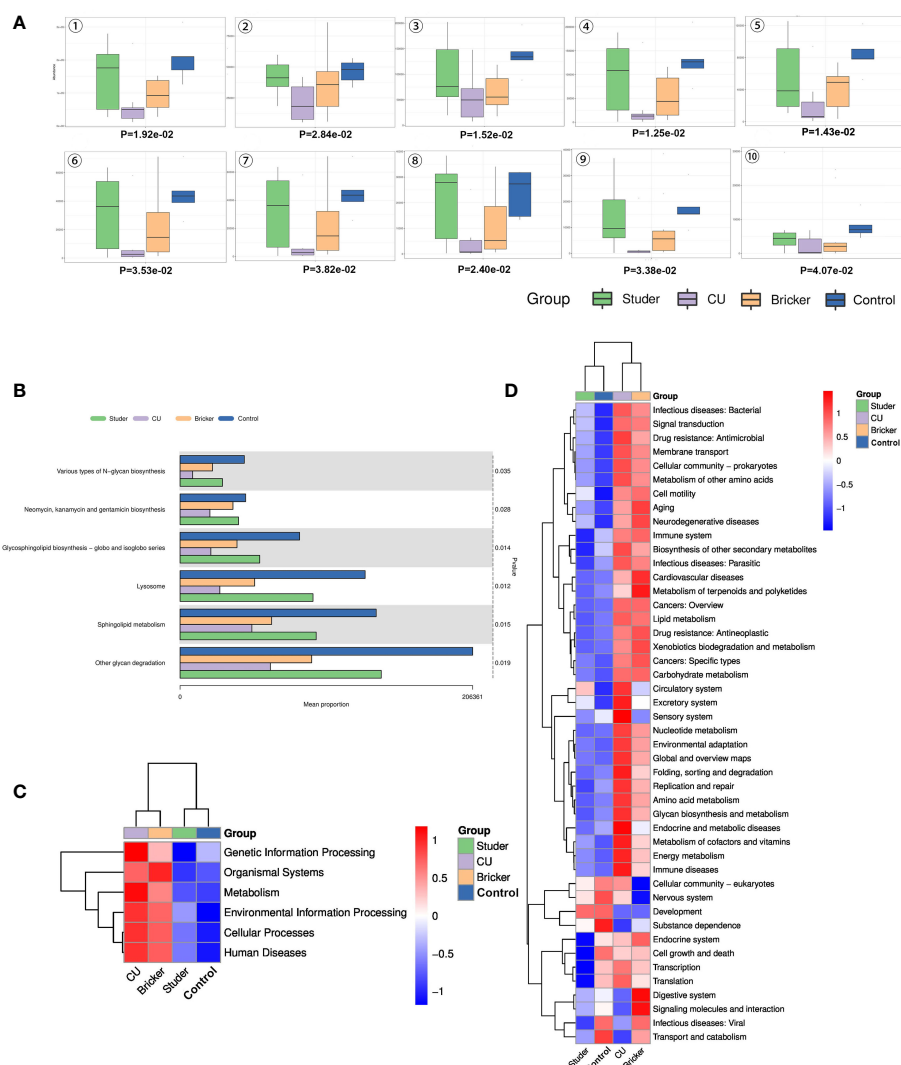 A
①
②
③
④
⑤
P=1.92e-02
P=2.84e-02
P=1.52e-02
P=1.25e-02
P=1.43e-02
⑥
⑦
⑧
⑨
⑩
P=3.53e-02
P=3.82e-02
P=2.40e-02
P=3.38e-02
P=4.07e-02
Group Studer CU Bricker Control
B
Studer CU Bricker Control
Various types of N−glycan biosynthesis
0.035
Neomycin, kanamycin and gentamicin biosynthesis
0.028
Glycosphingolipid biosynthesis − globo and isoglobo series
0.014
Lysosome
0.012
Sphingolipid metabolism
0.015
Other glycan degradation
0.019
Pvalue
0
206361
Mean proportion
C
Group
Genetic Information Processing
Organismal Systems
Metabolism
Environmental Information Processing
Cellular Processes
Human Diseases
CU
Bricker
Studer
Control
1
0.5
0
−0.5
−1
Group
Studer
CU
Bricker
Control
D
Group
Infectious diseases: Bacterial
Signal transduction
Drug resistance: Antimicrobial
Membrane transport
Cellular community − prokaryotes
Metabolism of other amino acids
Cell motility
Aging
Neurodegenerative diseases
Immune system
Biosynthesis of other secondary metabolites
Infectious diseases: Parasitic
Cardiovascular diseases
Metabolism of terpenoids and polyketides
Cancers: Overview
Lipid metabolism
Drug resistance: Antineoplastic
Xenobiotics biodegradation and metabolism
Cancers: Specific types
Carbohydrate metabolism
Circulatory system
Excretory system
Sensory system
Nucleotide metabolism
Environmental adaptation
Global and overview maps
Folding, sorting and degradation
Replication and repair
Amino acid metabolism
Glycan biosynthesis and metabolism
Endocrine and metabolic diseases
Metabolism of cofactors and vitamins
Energy metabolism
Immune diseases
Cellular community − eukaryotes
Nervous system
Development
Substance dependence
Endocrine system
Cell growth and death
Transcription
Translation
Digestive system
Signaling molecules and interaction
Infectious diseases: Viral
Transport and catabolism
Studer
Control
CU
Bricker
1
0.5
0
−0.5
−1
Group
Studer
CU
Bricker
Control